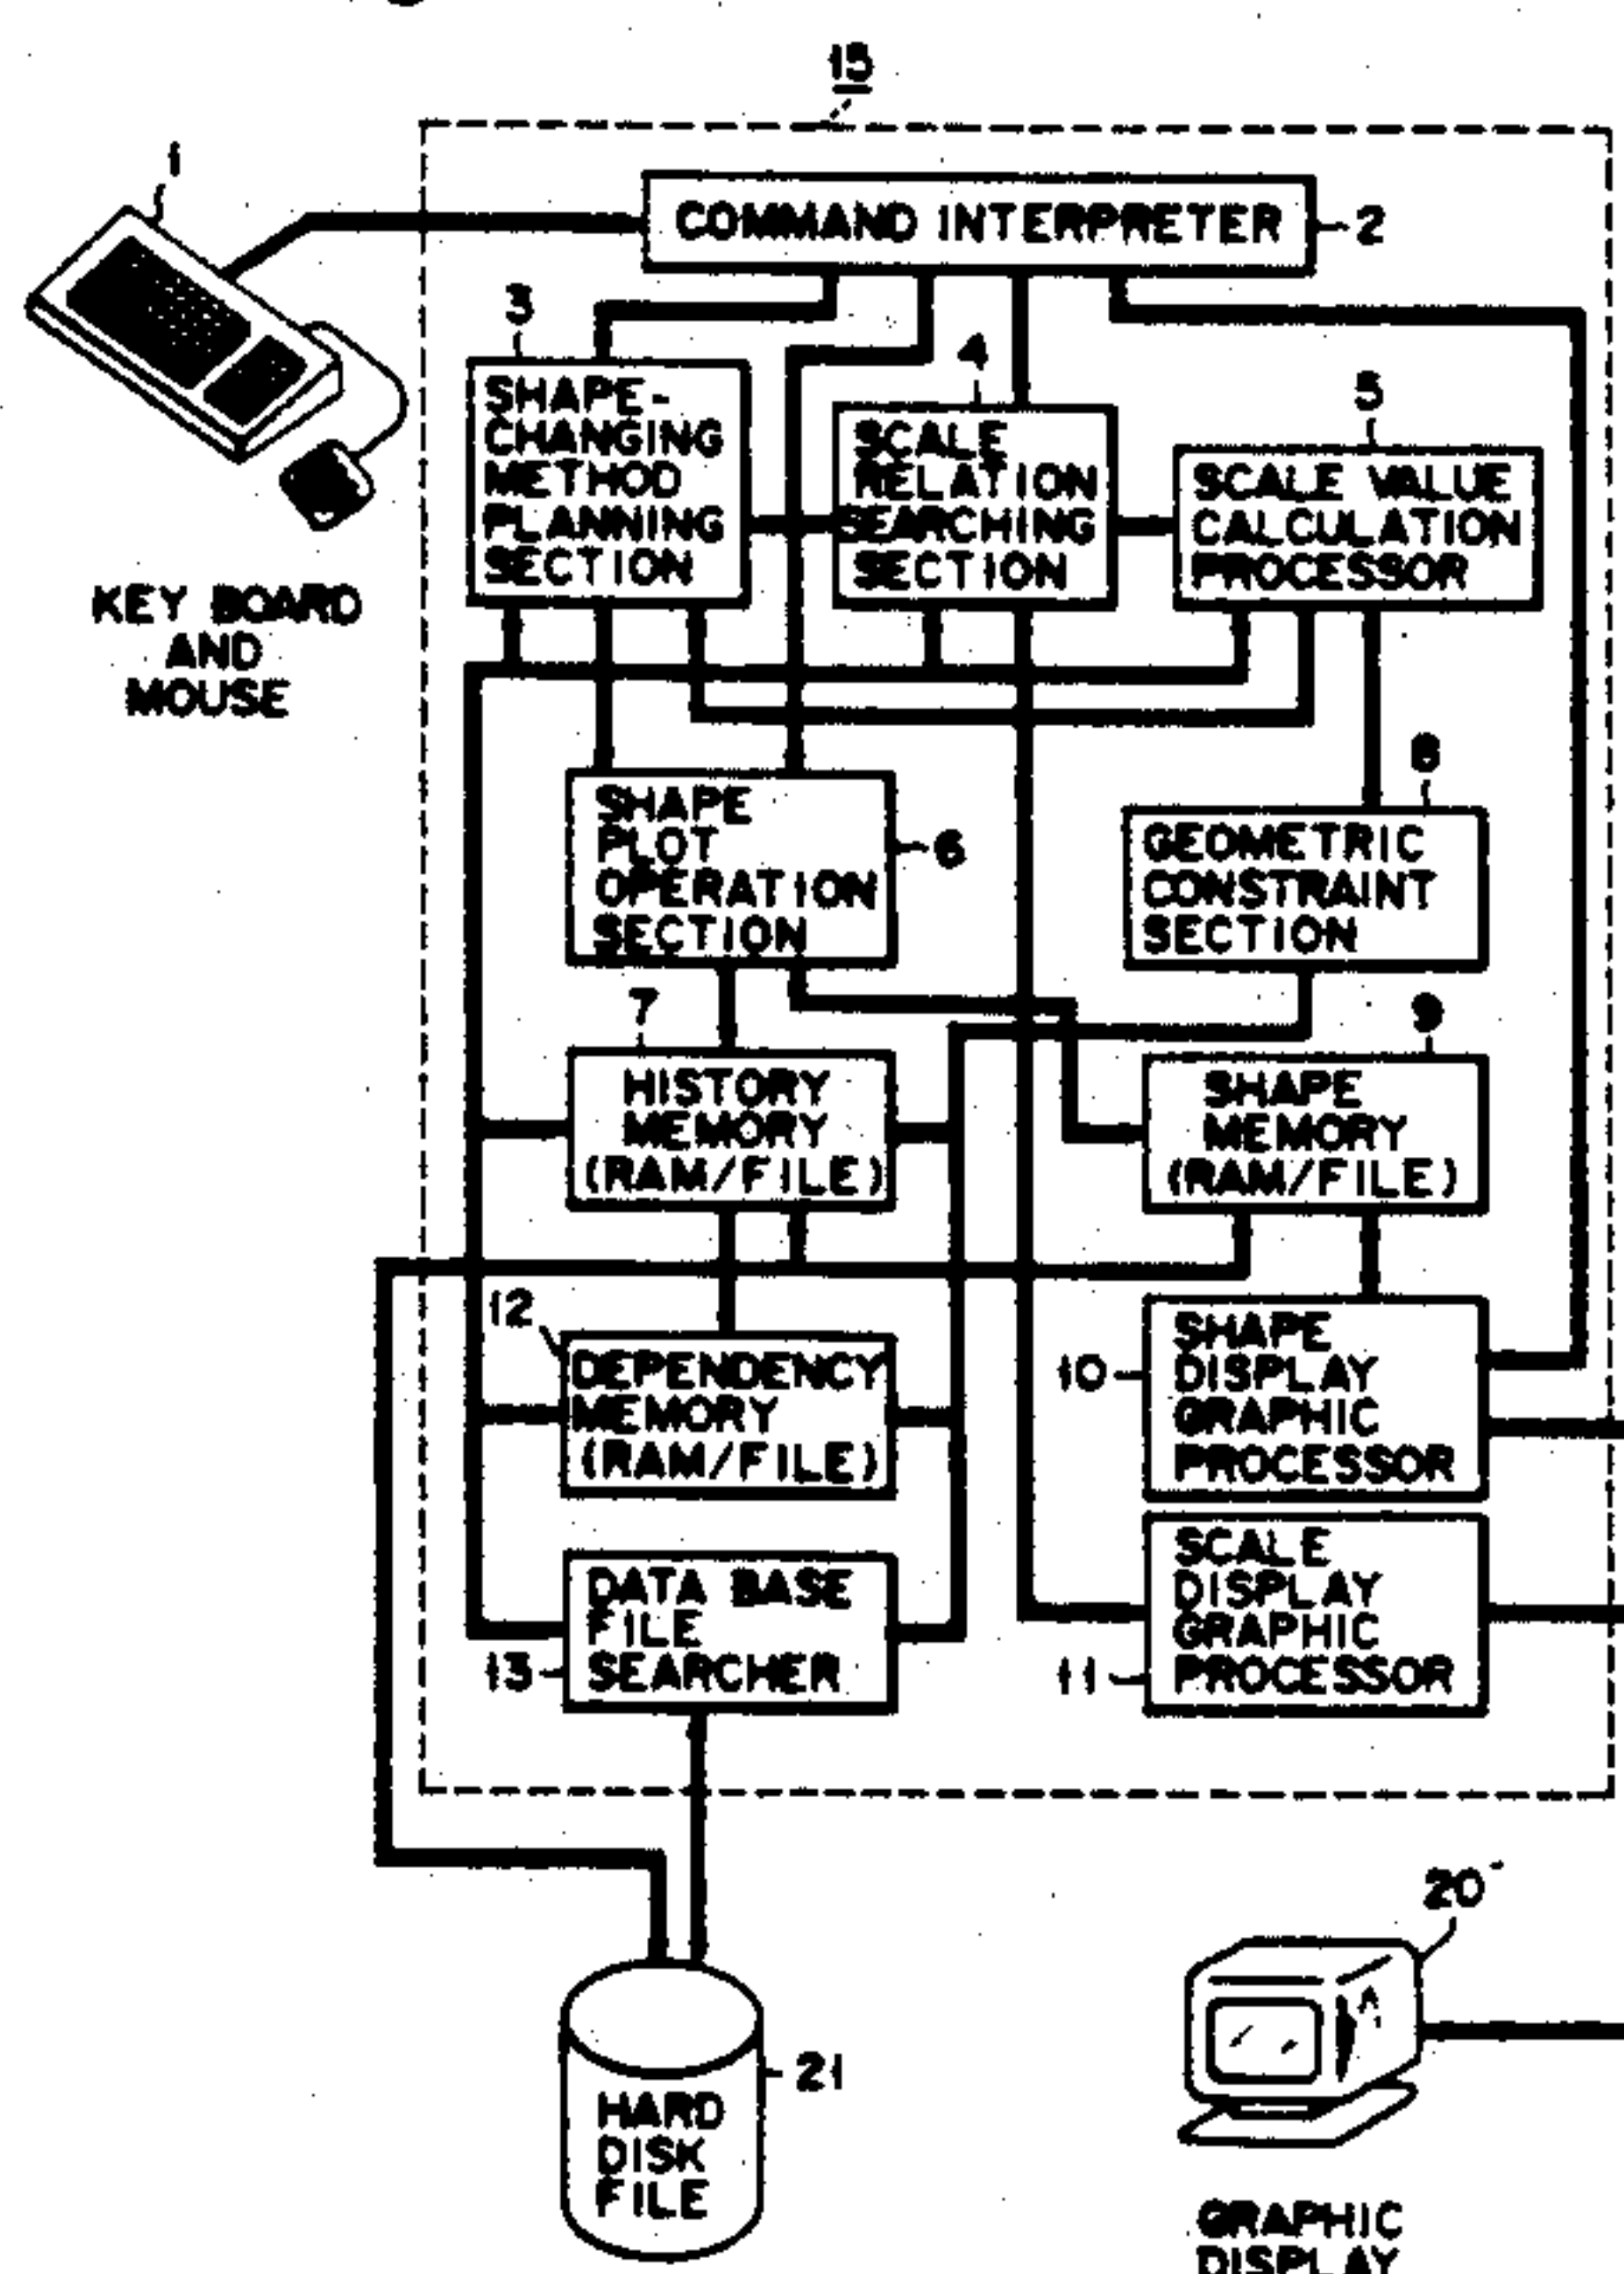 15
1
COMMAND INTERPRETER
2
3
SHAPE-
CHANGING
METHOD
PLANNING
SECTION
4
SCALE
RELATION
SEARCHING
SECTION
5
SCALE VALUE
CALCULATION
PROCESSOR
KEY BOARD
AND
MOUSE
SHAPE
PLOT
OPERATION
SECTION
6
8
GEOMETRIC
CONSTRAINT
SECTION
7
HISTORY
MEMORY
(RAM/FILE)
9
SHAPE
MEMORY
(RAM/FILE)
12
DEPENDENCY
MEMORY
(RAM/FILE)
10
SHAPE
DISPLAY
GRAPHIC
PROCESSOR
13
DATA BASE
FILE
SEARCHER
11
SCALE
DISPLAY
GRAPHIC
PROCESSOR
21
HARD
DISK
FILE
20
GRAPHIC
DISPLAY